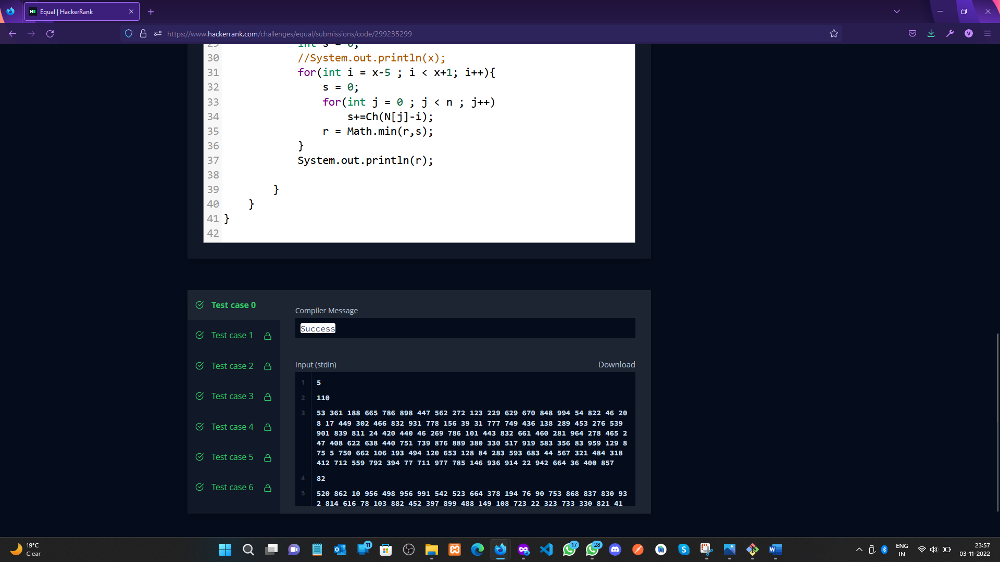 Equal | HackerRank
https://www.hackerrank.com/challenges/equal/submissions/code/299235299
V
29 int s = 0;
30 //System.out.println(x);
31 for(int i = x-5 ; i < x+1; i++){
32 s = 0;
33 for(int j = 0 ; j < n ; j++)
34 s+=Ch(N[j]-i);
35 r = Math.min(r,s);
36 }
37 System.out.println(r);
38
39 }
40 }
41 }
42
Test case 0
Test case 1
Test case 2
Test case 3
Test case 4
Test case 5
Test case 6
Compiler Message
Success
Input (stdin)
Download
1 5
2 110
3 53 361 188 665 786 898 447 562 272 123 229 629 670 848 994 54 822 46 20
8 17 449 302 466 832 931 778 156 39 31 777 749 436 138 289 453 276 539
901 839 811 24 420 440 46 269 786 101 443 832 661 460 281 964 278 465 2
47 408 622 638 440 751 739 876 889 380 330 517 919 583 356 83 959 129 8
75 5 750 662 106 193 494 120 653 128 84 283 593 683 44 567 321 484 318
412 712 559 792 394 77 711 977 785 146 936 914 22 942 664 36 400 857
4 82
5 520 862 10 956 498 956 991 542 523 664 378 194 76 90 753 868 837 830 93
2 814 616 78 103 882 452 397 899 488 149 108 723 22 323 733 330 821 41
19°C
Clear
11
17
28
ENG
IN
23:57
03-11-2022